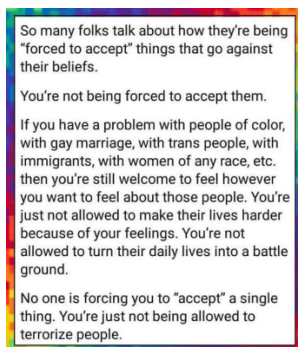 So many folks talk about how they're being
"forced to accept" things that go against
their beliefs.
You're not being forced to accept them.
If you have a problem with people of color,
with gay marriage, with trans people, with
immigrants, with women of any race, etc.
then you're still welcome to feel however
you want to feel about those people. You're
just not allowed to make their lives harder
because of your feelings. You're not
allowed to turn their daily lives into a battle
ground.
No one is forcing you to "accept" a single
thing. You're just not being allowed to
terrorize people.